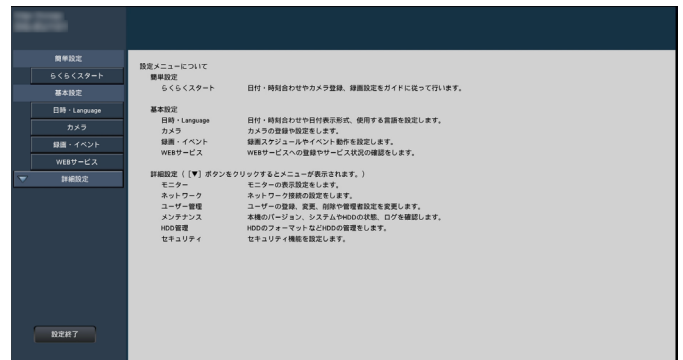 簡単設定
らくらくスタート
基本設定
日時・Language
カメラ
録画・イベント
WEBサービス
▼ 詳細設定
設定終了
設定メニューについて
簡単設定
らくらくスタート 日付・時刻合わせやカメラ登録、録画設定をガイドに従って行います。
基本設定
日時・Language 日付・時刻合わせや日付表示形式、使用する言語を設定します。
カメラ カメラの登録や設定をします。
録画・イベント 録画スケジュールやイベント動作を設定します。
WEBサービス WEBサービスへの登録やサービス状況の確認をします。
詳細設定（ [▼] ボタンをクリックするとメニューが表示されます。）
モニター モニターの表示設定をします。
ネットワーク ネットワーク接続の設定をします。
ユーザー管理 ユーザーの登録、変更、削除や管理者設定を変更します。
メンテナンス 本機のバージョン、システムやHDDの状態、ログを確認します。
HDD管理 HDDのフォーマットなどHDDの管理をします。
セキュリティ セキュリティ機能を設定します。